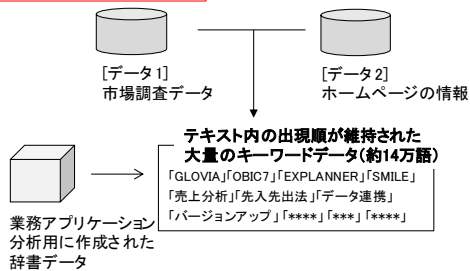 [データ1]
市場調査データ
[データ2]
ホームページの情報
テキスト内の出現順が維持された
大量のキーワードデータ(約14万語)
「GLOVIA」「OBIC7」「EXPLANNER」「SMILE」
「売上分析」「先入先出法」「データ連携」
「バージョンアップ」「****」「***」「****」
業務アプリケーション
分析用に作成された
辞書データ